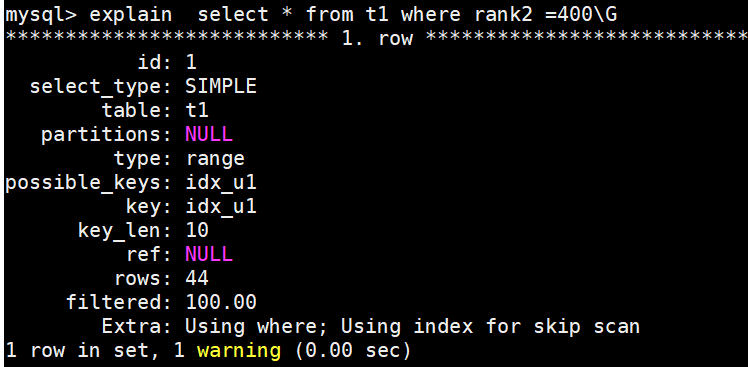 mysql> explain  select * from t1 where rank2 =400\G
*************************** 1. row ***************************
id: 1
select_type: SIMPLE
table: t1
partitions: NULL
type: range
possible_keys: idx_u1
key: idx_u1
key_len: 10
ref: NULL
rows: 44
filtered: 100.00
Extra: Using where; Using index for skip scan
1 row in set, 1 warning (0.00 sec)